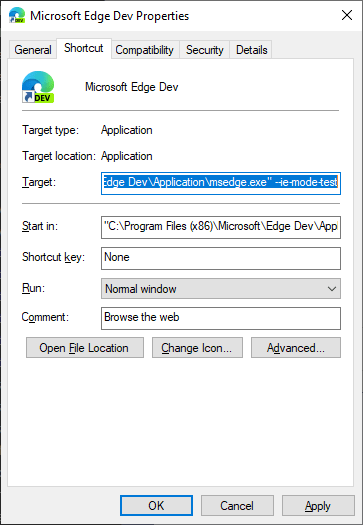 Microsoft Edge Dev Properties
General Shortcut Compatibility Security Details
DEV
Microsoft Edge Dev
Target type: Application
Target location: Application
Target: Edge Dev\Application\msedge.exe" --ie-mode-test
Start in: "C:\Program Files (x86)\Microsoft\Edge Dev\App
Shortcut key: None
Run: Normal window
Comment: Browse the web
Open File Location Change Icon... Advanced...
OK Cancel Apply